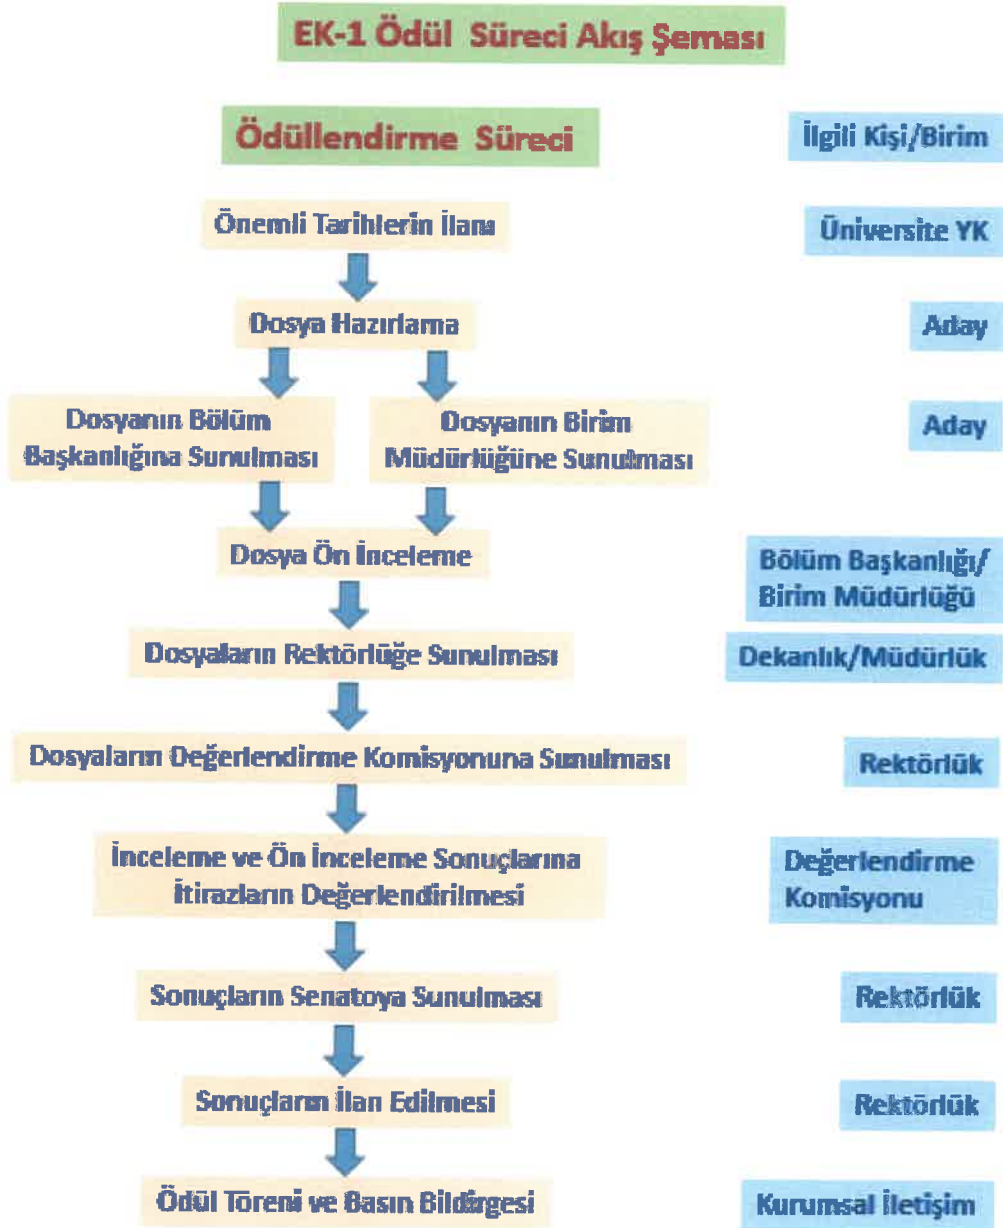 EK-1 Ödül Süreci Akış Şeması
Ödüllendirme Süreci
İlgili Kişi/Birim
Önemli Tarihlerin İlanı
Üniversite YK
Dosya Hazırlama
Aday
Dosyanın Bölüm
Başkanlığına Sunulması
Dosyanın Birim
Müdürlüğüne Sunulması
Aday
Dosya Ön İnceleme
Bölüm Başkanlığı/
Birim Müdürlüğü
Dosyaların Rektörlüğe Sunulması
Dekanlık/Müdürlük
Dosyaların Değerlendirme Komisyonuna Sunulması
Rektörlük
İnceleme ve Ön İnceleme Sonuçlarına
İtirazların Değerlendirilmesi
Değerlendirme
Komisyonu
Sonuçların Senatoya Sunulması
Rektörlük
Sonuçların İlan Edilmesi
Rektörlük
Ödül Töreni ve Basın Bildirgesi
Kurumsal İletişim